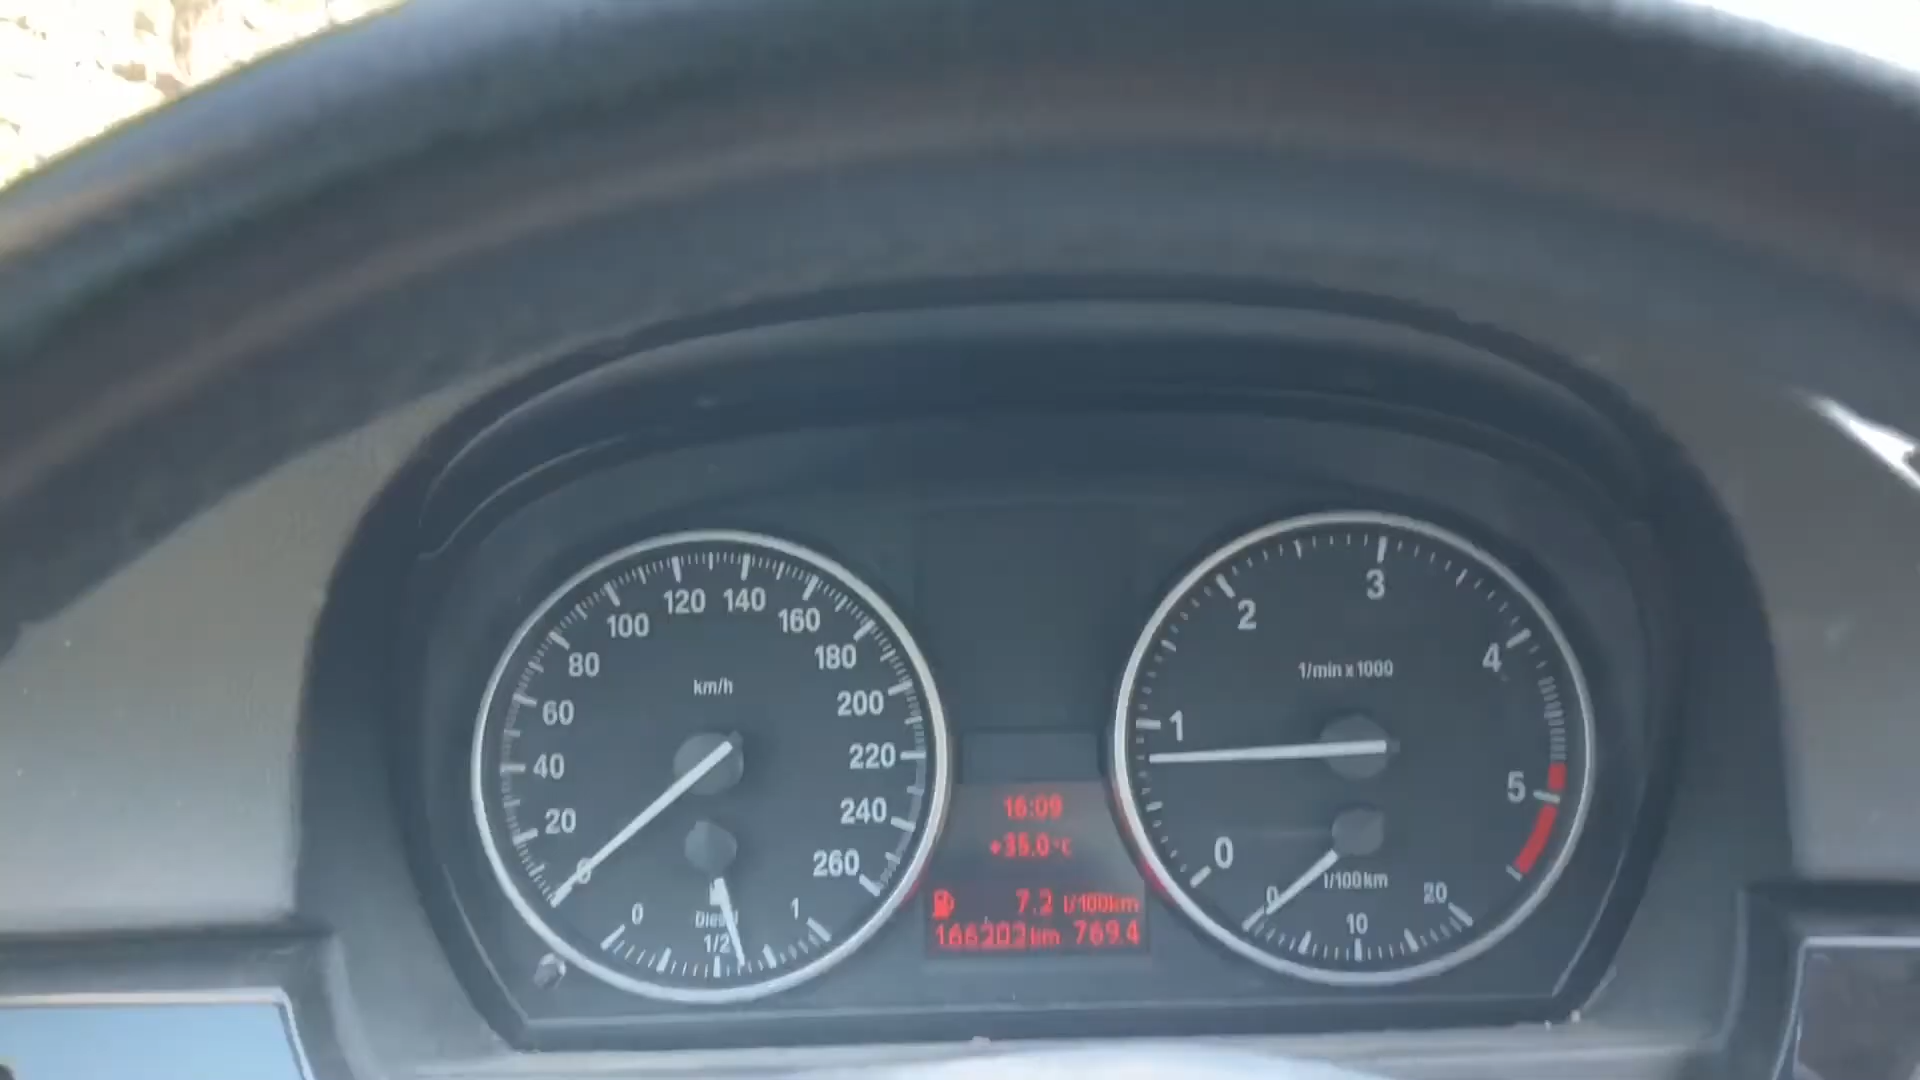 120 140
100 160
80 180
km/h
60 200
40 220
20 240
0 260
0 Diesel 1
1/2
16:09
+35.0°C
7.2 l/100km
166202km 769.4
3
2
4
1/min x 1000
1
5
0
l/100km
0 20
10